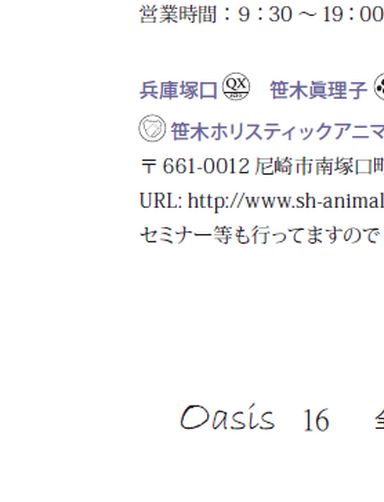 営業時間：9：30 〜 19：00
兵庫塚口 QX 笹木眞理子
笹木ホリスティックアニマ
〒661-0012 尼崎市南塚口町
URL: http://www.sh-animal
セミナー等も行ってますので
Oasis 16